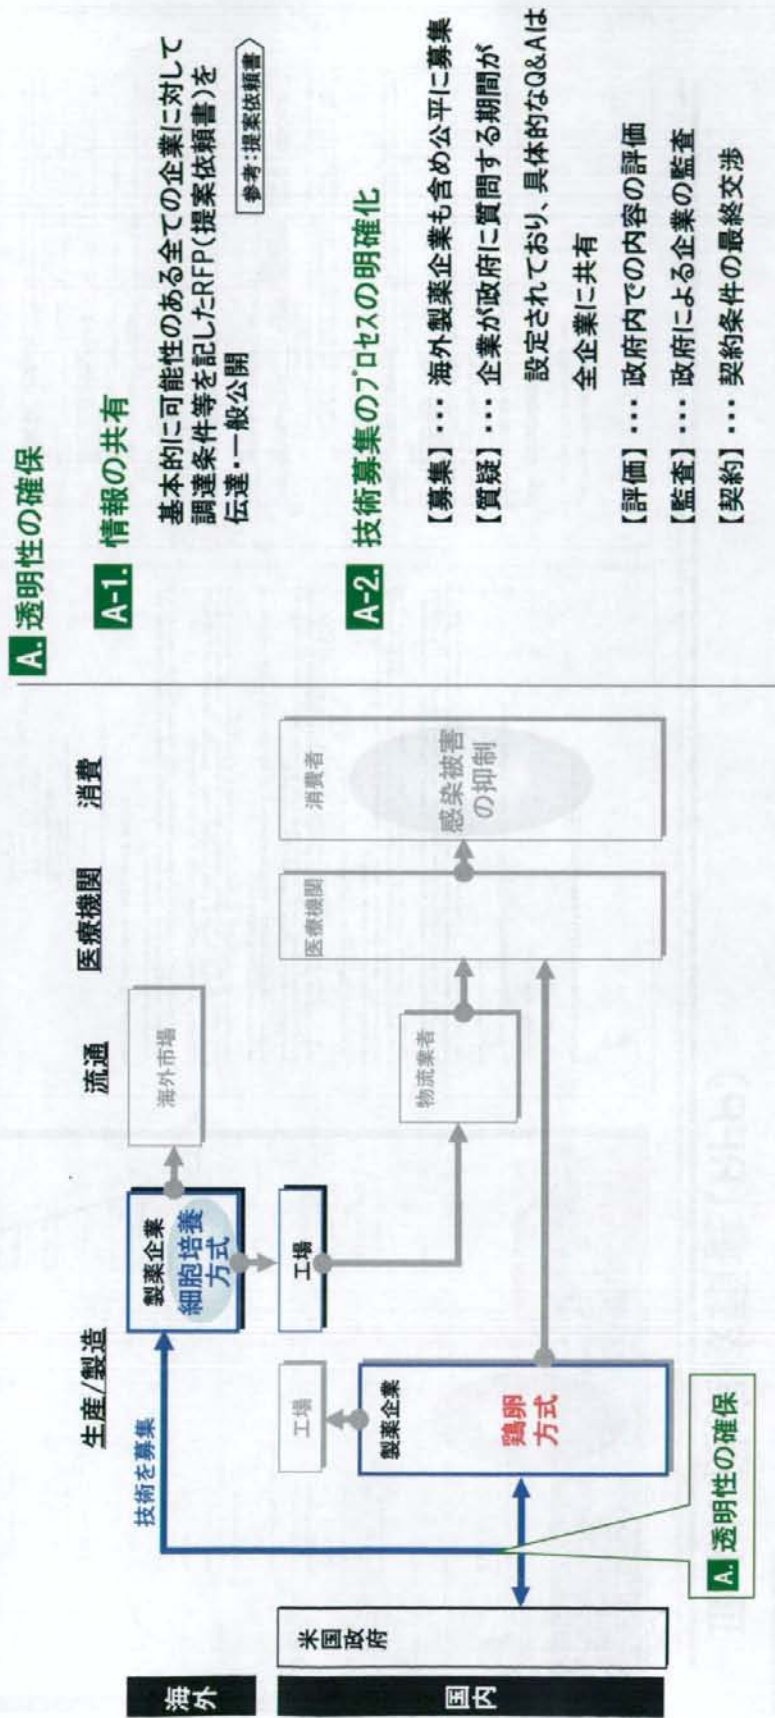 生産/製造
流通
医療機関
消費
海外
国内
米国政府
技術を募集
製薬企業
細胞培養
方式
海外市場
工場
工場
製薬企業
鶏卵
方式
物流業者
医療機関
消費者
感染被害
の抑制
A. 透明性の確保
A. 透明性の確保
A-1. 情報の共有
基本的に可能性のある全ての企業に対して
調達条件等を記したRFP(提案依頼書)を
伝達・一般公開
参考:提案依頼書
A-2. 技術募集のプロセスの明確化
【募集】 ･･･ 海外製薬企業も含め公平に募集
【質疑】 ･･･ 企業が政府に質問する期間が
設定されており、具体的なQ&Aは
全企業に共有
【評価】 ･･･ 政府内での内容の評価
【監査】 ･･･ 政府による企業の監査
【契約】 ･･･ 契約条件の最終交渉